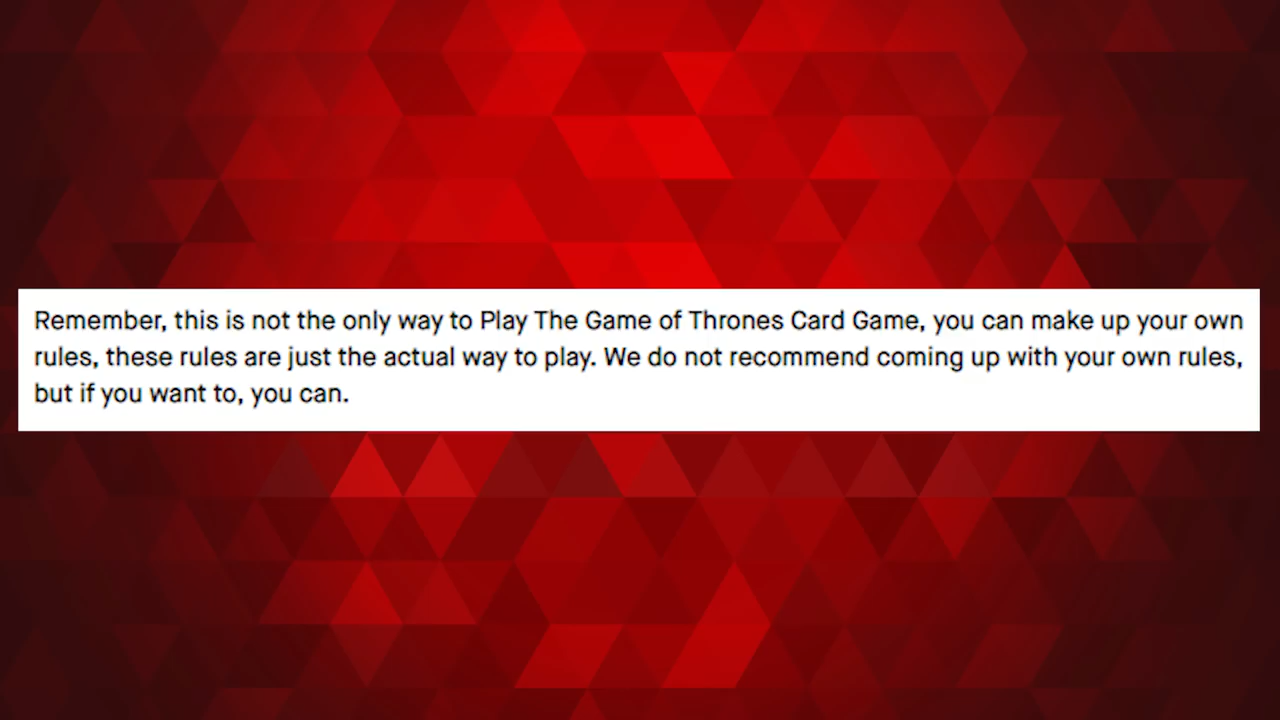 Remember, this is not the only way to Play The Game of Thrones Card Game, you can make up your own
rules, these rules are just the actual way to play. We do not recommend coming up with your own rules,
but if you want to, you can.